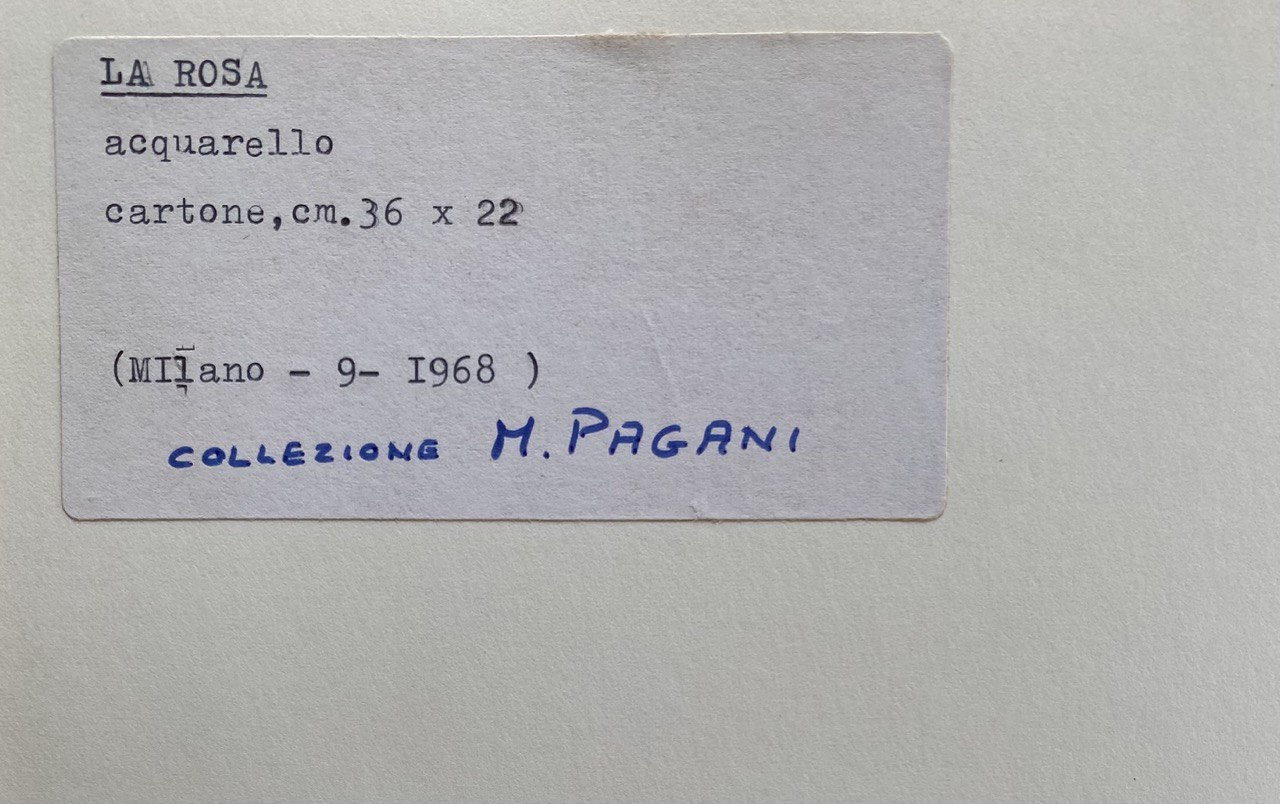 LA ROSA
acquarello
cartone,cm.36 x 22
(MIlano - 9- I968 )
COLLEZIONE M. PAGANI